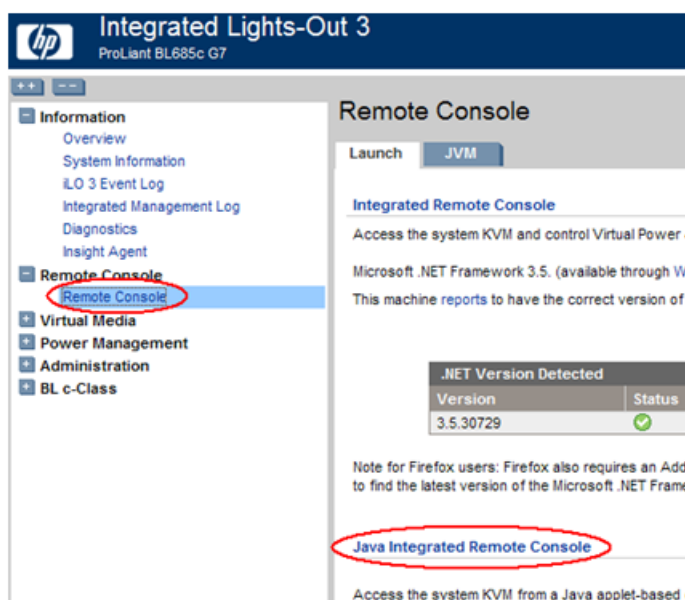 hp
Integrated Lights-Out 3
ProLiant BL685c G7
++ --
Information
Overview
System Information
iLO 3 Event Log
Integrated Management Log
Diagnostics
Insight Agent
Remote Console
Remote Console
Virtual Media
Power Management
Administration
BL c-Class
Remote Console
Launch JVM
Integrated Remote Console
Access the system KVM and control Virtual Power
Microsoft .NET Framework 3.5. (available through W
This machine reports to have the correct version of
.NET Version Detected
Version Status
3.5.30729
Note for Firefox users: Firefox also requires an Add
to find the latest version of the Microsoft .NET Frame
Java Integrated Remote Console
Access the system KVM from a Java applet-based